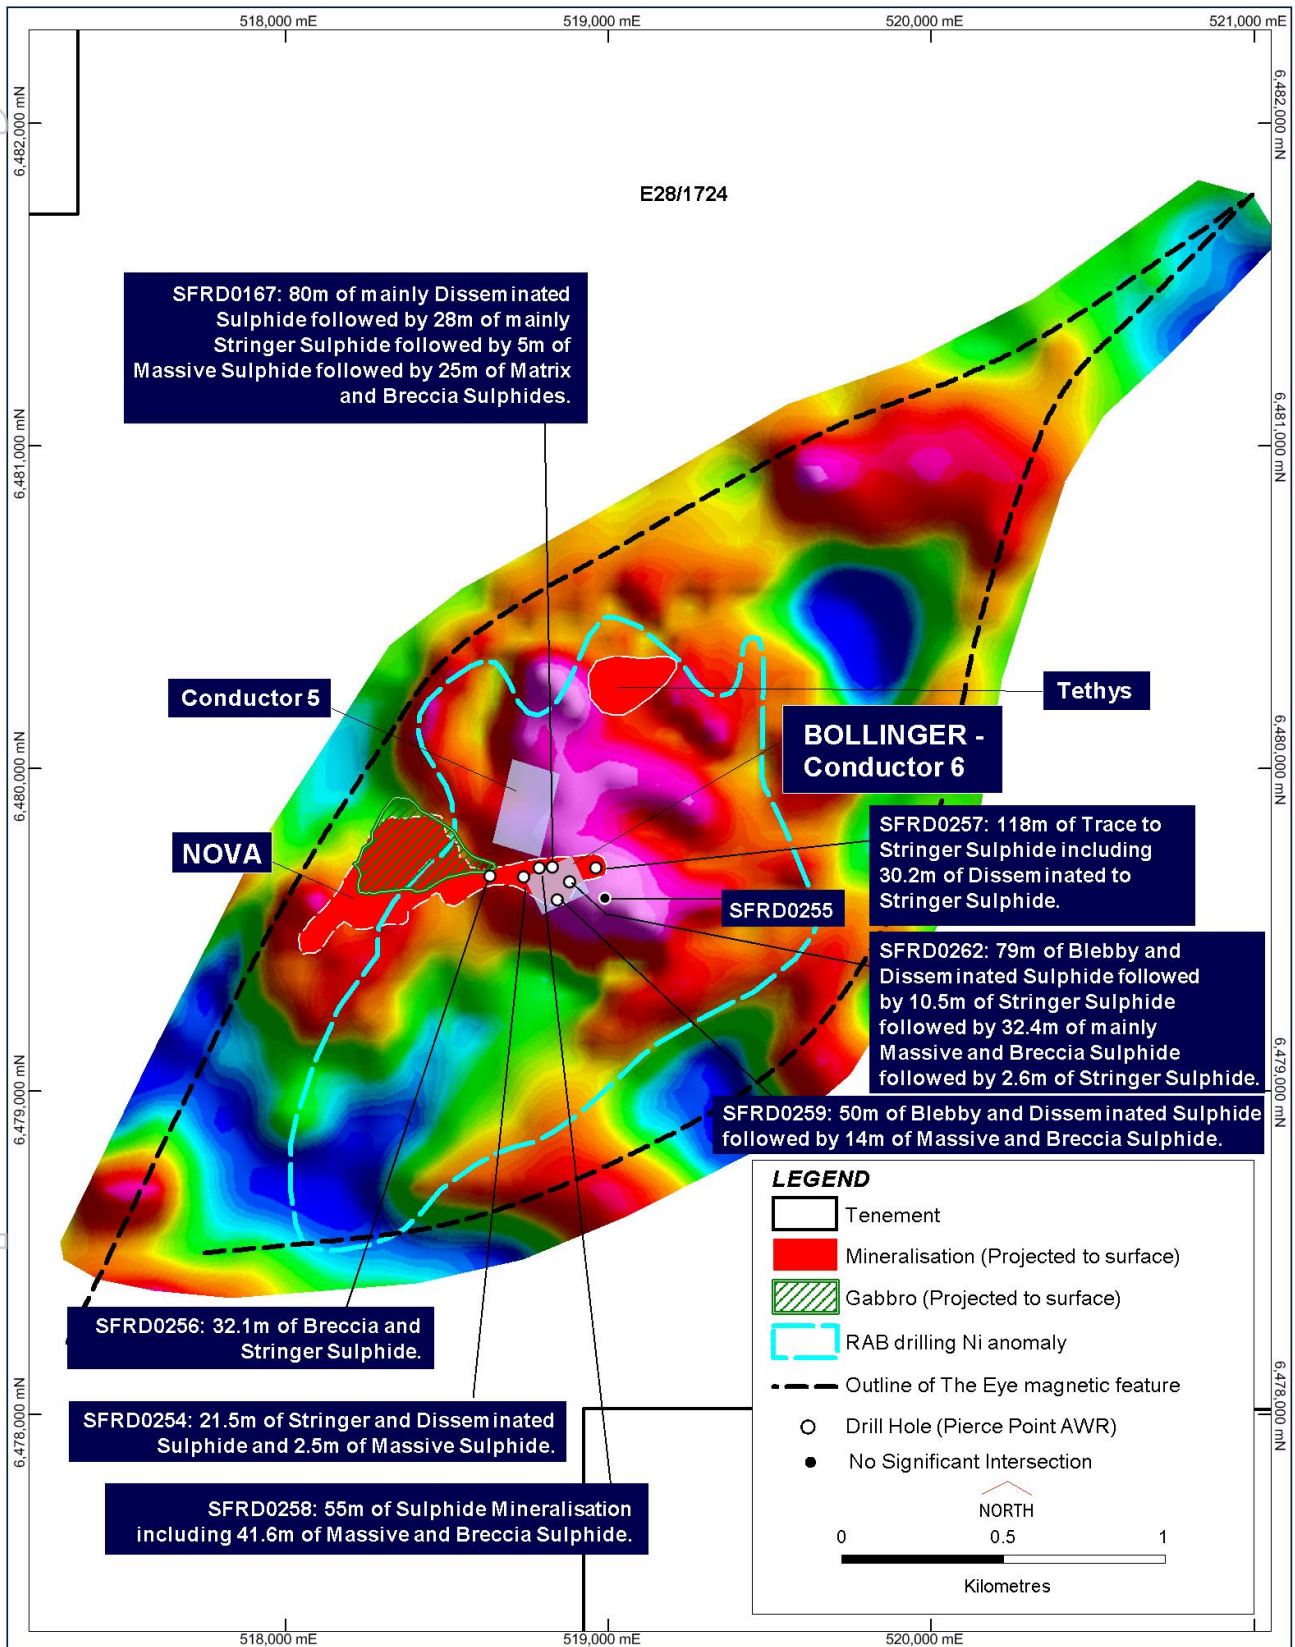 518,000 mE
519,000 mE
520,000 mE
521,000 mE
6,482,000 mN
6,482,000 mN
E28/1724
SFRD0167: 80m of mainly Disseminated
Sulphide followed by 28m of mainly
Stringer Sulphide followed by 5m of
Massive Sulphide followed by 25m of Matrix
and Breccia Sulphides.
6,481,000 mN
6,481,000 mN
Conductor 5
Tethys
BOLLINGER -
Conductor 6
6,480,000 mN
6,480,000 mN
NOVA
SFRD0257: 118m of Trace to
Stringer Sulphide including
30.2m of Disseminated to
Stringer Sulphide.
SFRD0255
SFRD0262: 79m of Blebby and
Disseminated Sulphide followed
by 10.5m of Stringer Sulphide
followed by 32.4m of mainly
Massive and Breccia Sulphide
followed by 2.6m of Stringer Sulphide.
6,479,000 mN
6,479,000 mN
SFRD0259: 50m of Blebby and Disseminated Sulphide
followed by 14m of Massive and Breccia Sulphide.
SFRD0256: 32.1m of Breccia and
Stringer Sulphide.
SFRD0254: 21.5m of Stringer and Disseminated
Sulphide and 2.5m of Massive Sulphide.
SFRD0258: 55m of Sulphide Mineralisation
including 41.6m of Massive and Breccia Sulphide.
6,478,000 mN
6,478,000 mN
LEGEND
Tenement
Mineralisation (Projected to surface)
Gabbro (Projected to surface)
RAB drilling Ni anomaly
Outline of The Eye magnetic feature
Drill Hole (Pierce Point AWR)
No Significant Intersection
NORTH
0
0.5
1
Kilometres
518,000 mE
519,000 mE
520,000 mE